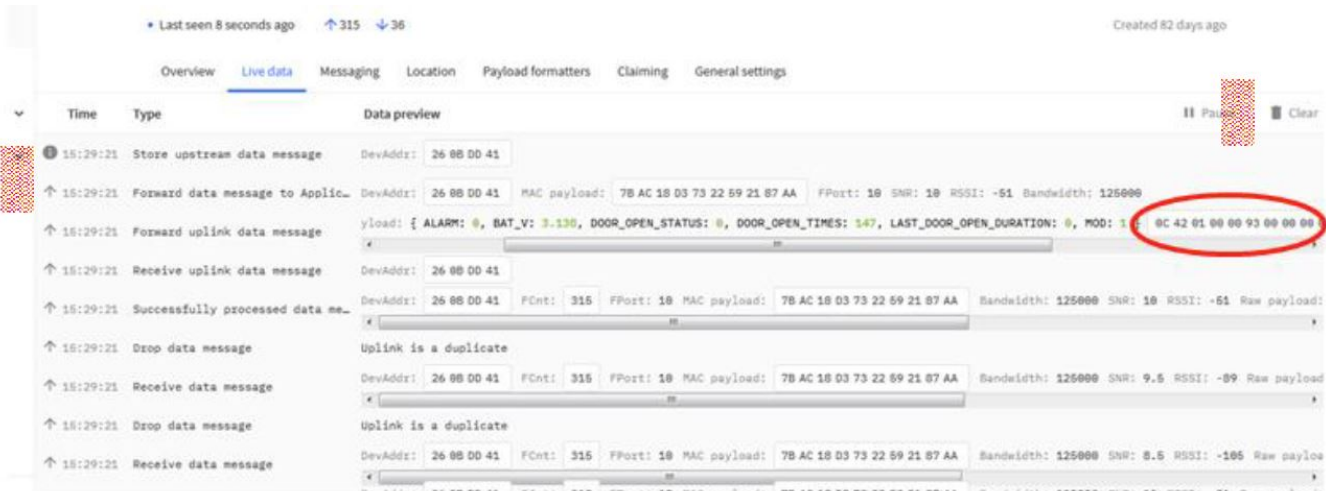 Last seen 8 seconds ago ↑315 ↓36 Created 82 days ago
Overview Live data Messaging Location Payload formatters Claiming General settings
Time Type Data preview Clear
15:29:21 Store upstream data message DevAddr: 26 0B DD 41
↑ 15:29:21 Forward data message to Applic… DevAddr: 26 0B DD 41 MAC payload: 7B AC 18 D3 73 22 59 21 87 AA FPort: 10 SNR: 10 RSSI: -51 Bandwidth: 125000
↑ 15:29:21 Forward uplink data message yload: { ALARM: 0, BAT_V: 3.138, DOOR_OPEN_STATUS: 0, DOOR_OPEN_TIMES: 147, LAST_DOOR_OPEN_DURATION: 0, MOD: 1 } 0C 42 01 00 00 93 00 00 00
↑ 15:29:21 Receive uplink data message DevAddr: 26 0B DD 41
↑ 15:29:21 Successfully processed data me… DevAddr: 26 0B DD 41 FCnt: 315 FPort: 10 MAC payload: 7B AC 18 D3 73 22 59 21 87 AA Bandwidth: 125000 SNR: 10 RSSI: -51 Raw payload:
↑ 15:29:21 Drop data message Uplink is a duplicate
↑ 15:29:21 Receive data message DevAddr: 26 0B DD 41 FCnt: 315 FPort: 10 MAC payload: 7B AC 18 D3 73 22 59 21 87 AA Bandwidth: 125000 SNR: 9.5 RSSI: -89 Raw payload
↑ 15:29:21 Drop data message Uplink is a duplicate
↑ 15:29:21 Receive data message DevAddr: 26 0B DD 41 FCnt: 315 FPort: 10 MAC payload: 7B AC 18 D3 73 22 59 21 87 AA Bandwidth: 125000 SNR: 8.5 RSSI: -105 Raw payloa